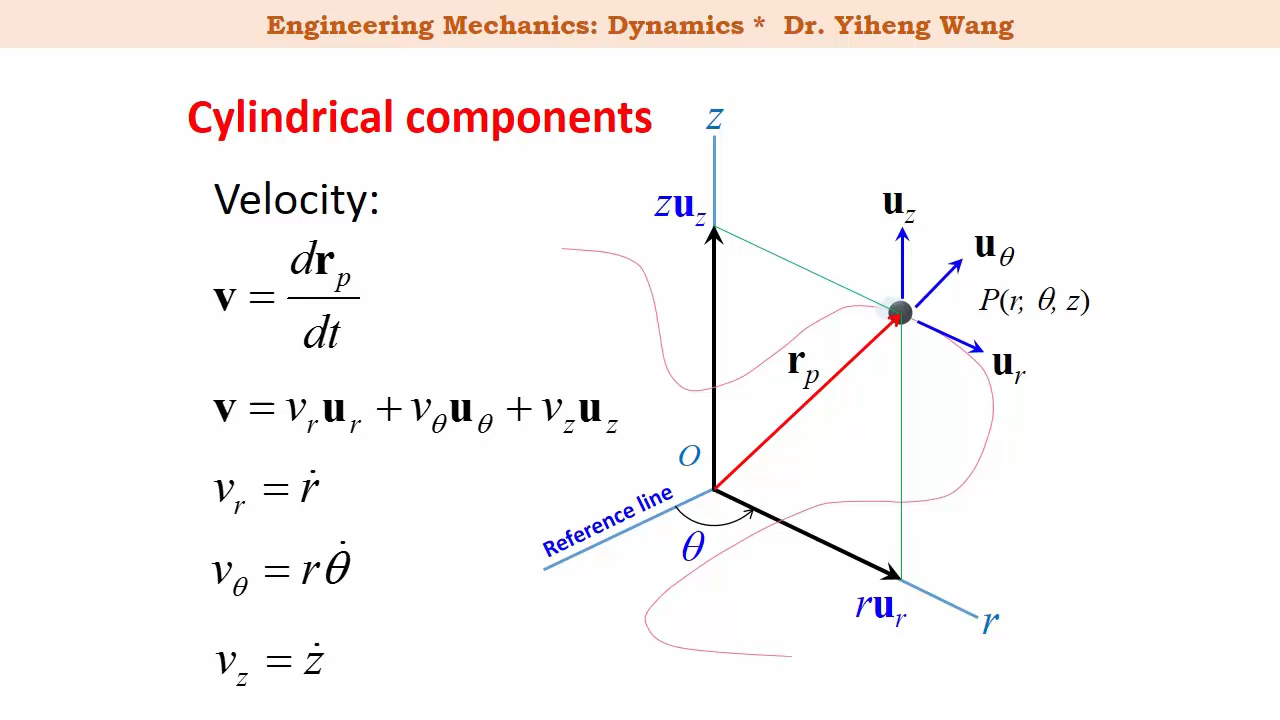 Engineering Mechanics: Dynamics * Dr. Yiheng Wang
Cylindrical components
Velocity:
v = dr_p / dt
v = v_r u_r + v_θ u_θ + v_z u_z
v_r = ṙ
v_θ = r θ̇
v_z = ż
z
zu_z
u_z
u_θ
P(r, θ, z)
u_r
r_p
O
Reference line
θ
ru_r
r